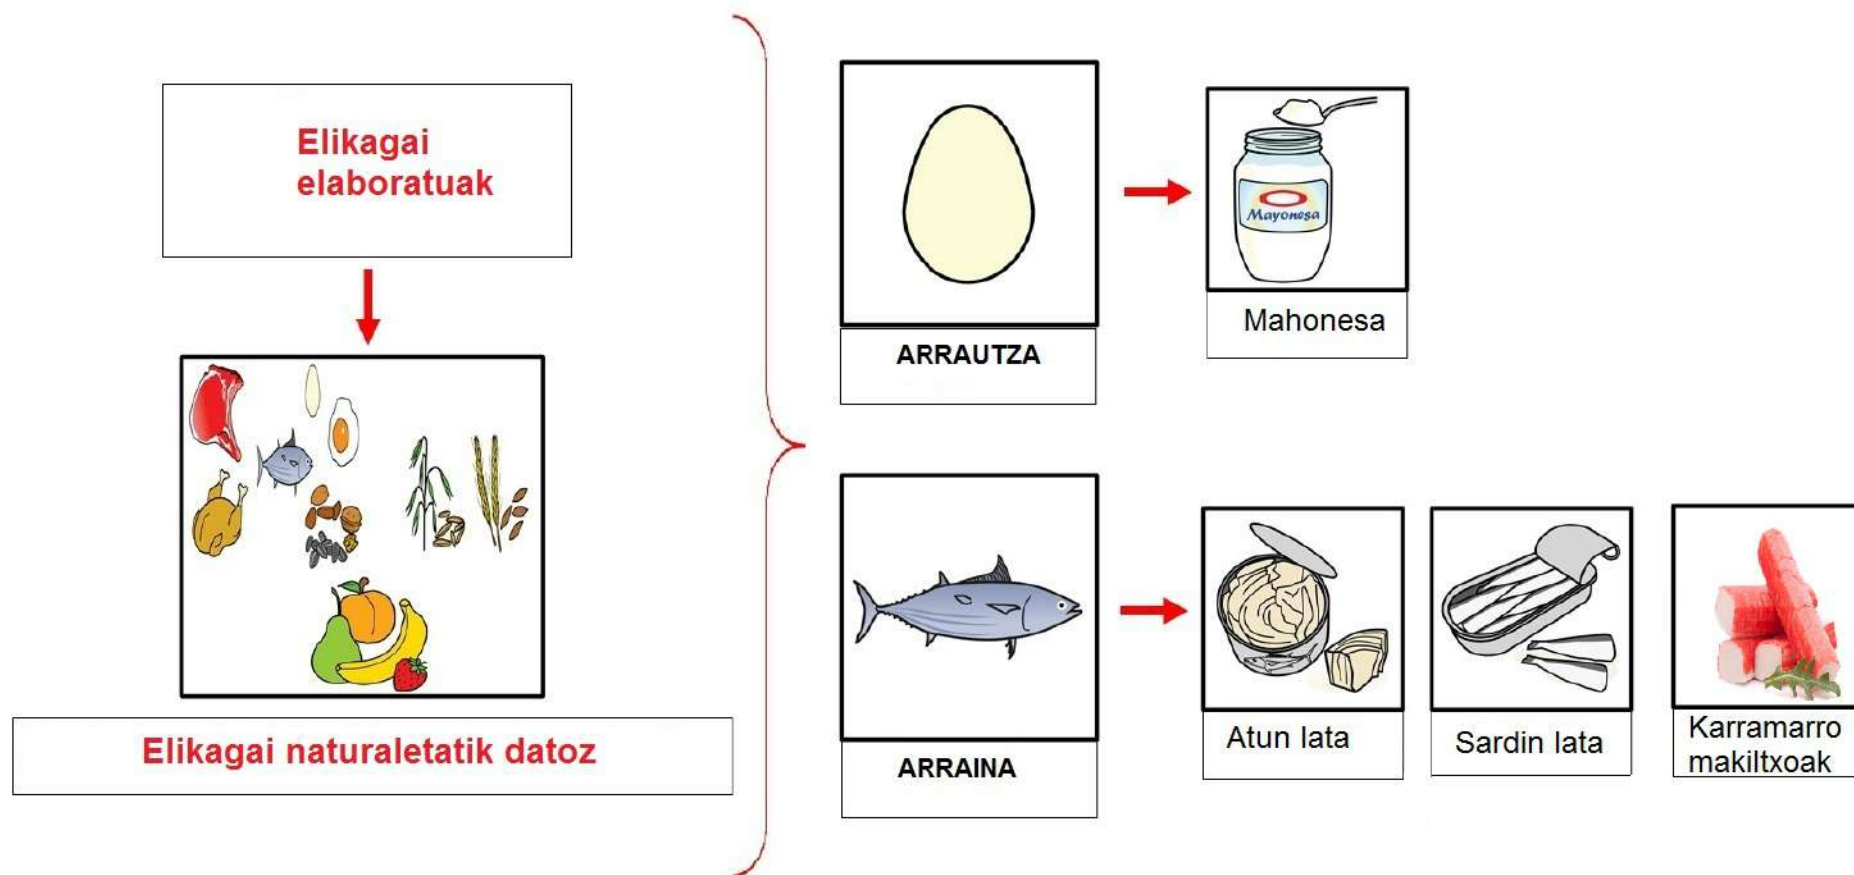 Elikagai
elaboratuak
Elikagai naturaletatik datoz
ARRAUTZA
Mayonesa
Mahonesa
ARRAINA
Atun lata
Sardin lata
Karramarro
makiltxoak